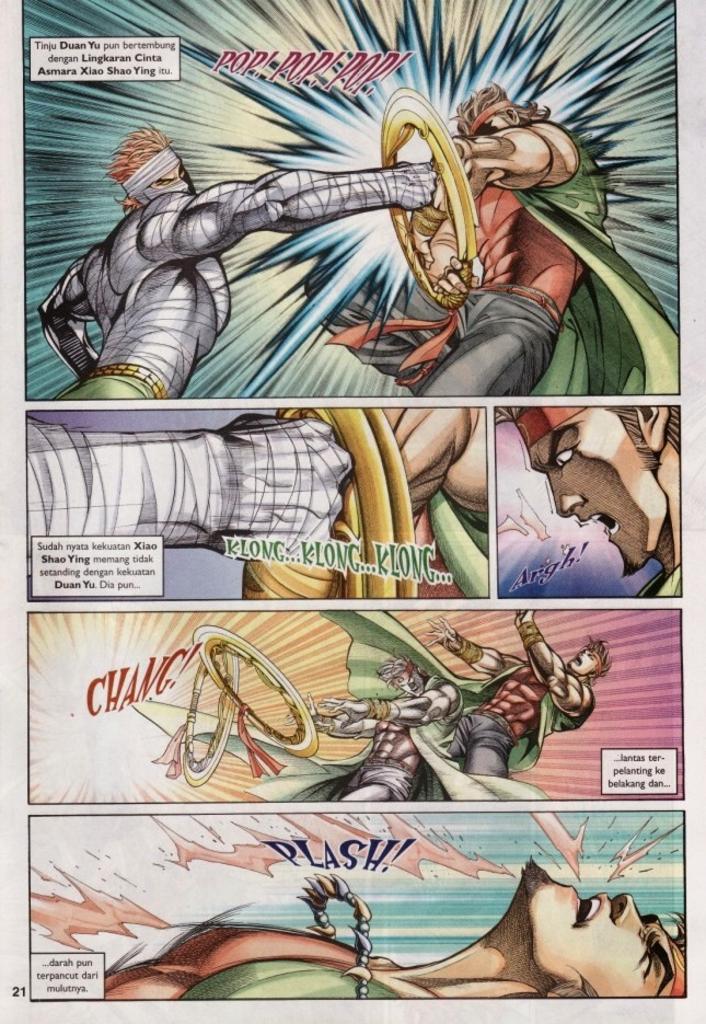 Tinju Duan Yu pun bertembung
dengan Lingkaran Cinta
Asmara Xiao Shao Ying itu.
POP! POP! POP!
Sudah nyata kekuatan Xiao
Shao Ying memang tidak
setanding dengan kekuatan
Duan Yu. Dia pun...
KLONG...KLONG...KLONG...
Argh!
CHANG!
...lantas ter-
pelanting ke
belakang dan...
PLASH!
...darah pun
terpancut dari
mulutnya.
21